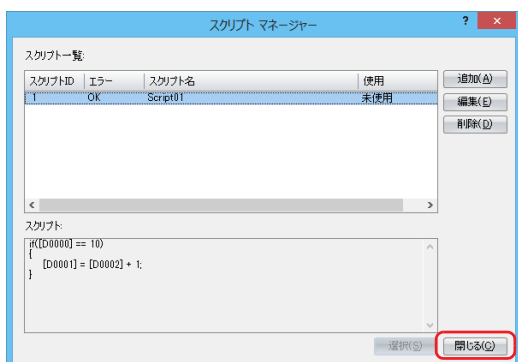 スクリプト マネージャー ? ×
スクリプト一覧:
スクリプトID エラー スクリプト名 使用
1 OK Script01 未使用
追加(A)
編集(E)
削除(D)
スクリプト:
if([D0000] == 10)
{
[D0001] = [D0002] + 1;
}
選択(S) 閉じる(C)